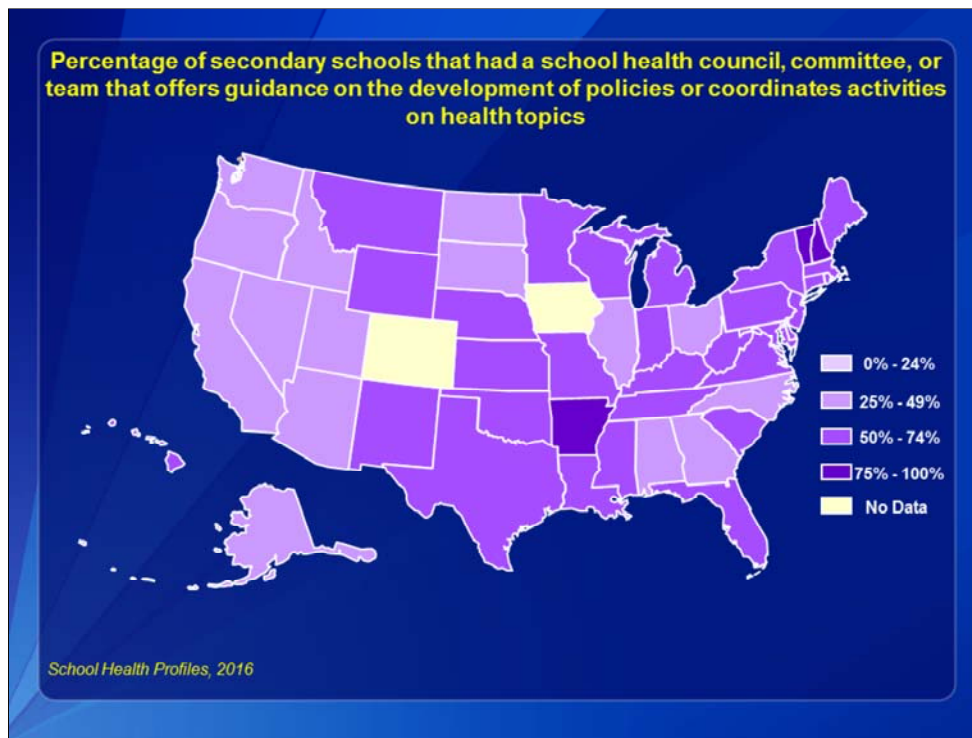 Percentage of secondary schools that had a school health council, committee, or
team that offers guidance on the development of policies or coordinates activities
on health topics
0% - 24%
25% - 49%
50% - 74%
75% - 100%
No Data
School Health Profiles, 2016